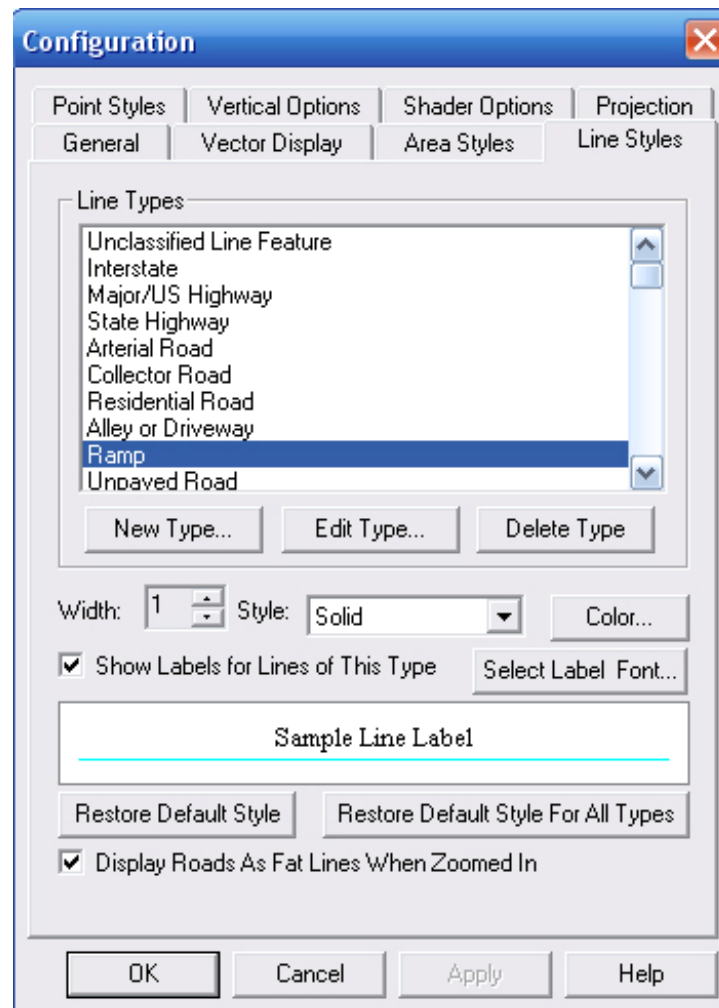 Configuration
Point Styles Vertical Options Shader Options Projection
General Vector Display Area Styles Line Styles
Line Types
Unclassified Line Feature
Interstate
Major/US Highway
State Highway
Arterial Road
Collector Road
Residential Road
Alley or Driveway
Ramp
Unpaved Road
New Type... Edit Type... Delete Type
Width: 1 Style: Solid Color...
Show Labels for Lines of This Type Select Label Font...
Sample Line Label
Restore Default Style Restore Default Style For All Types
Display Roads As Fat Lines When Zoomed In
OK Cancel Apply Help